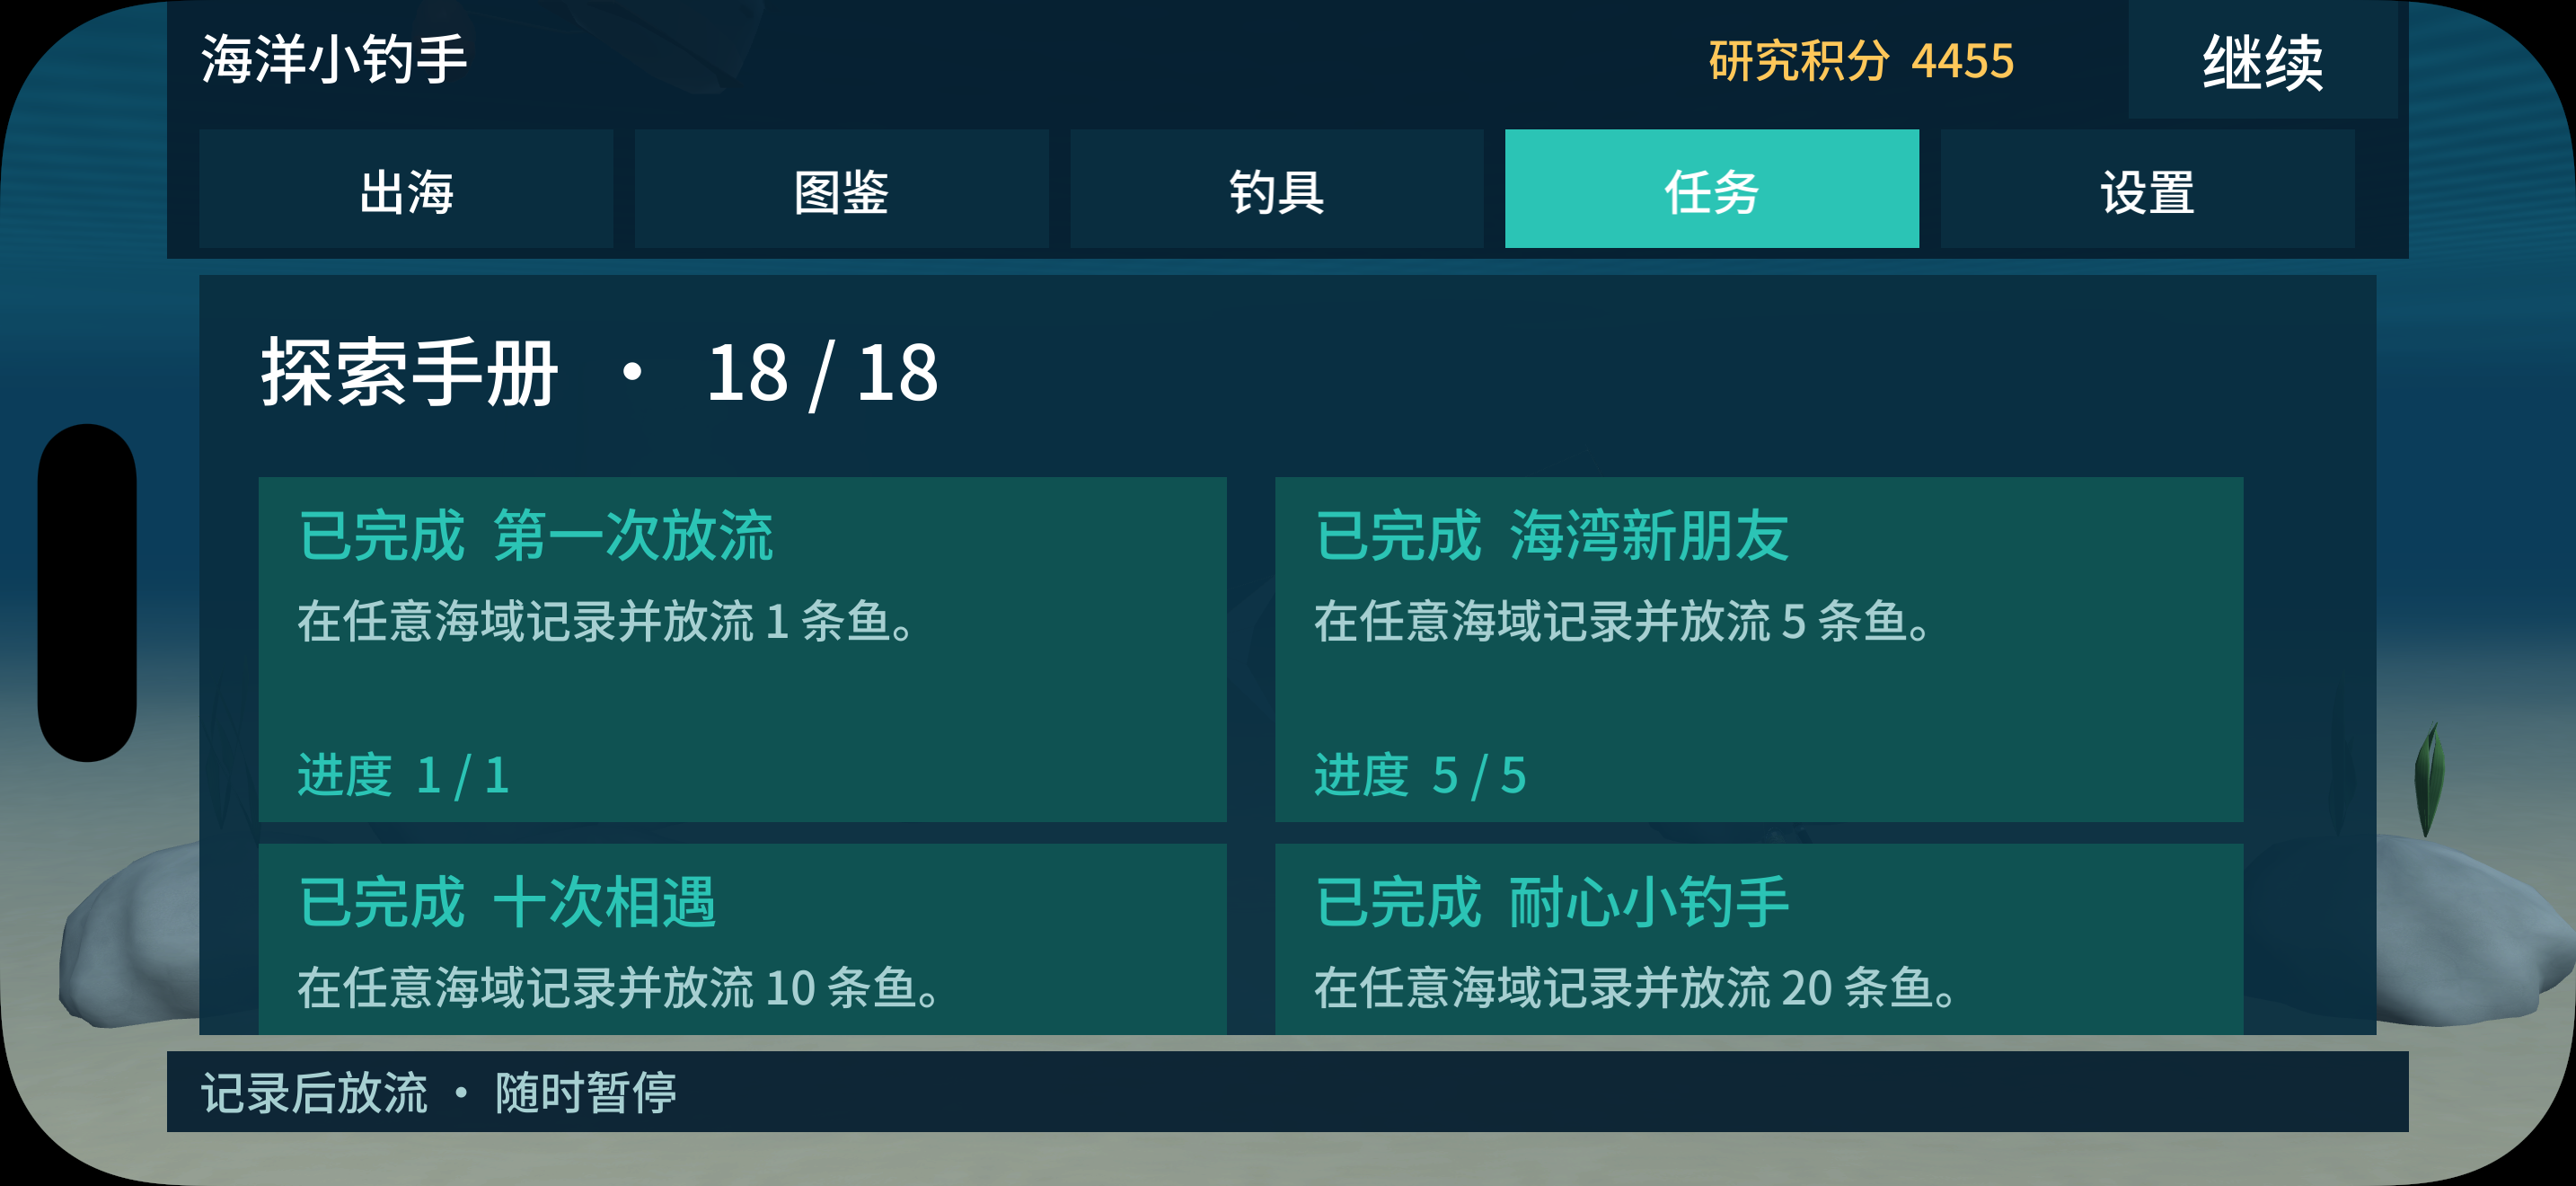 海洋小钓手
研究积分 4455
继续
出海
图鉴
钓具
任务
设置
探索手册 · 18 / 18
已完成 第一次放流
在任意海域记录并放流 1 条鱼。
进度 1 / 1
已完成 海湾新朋友
在任意海域记录并放流 5 条鱼。
进度 5 / 5
已完成 十次相遇
在任意海域记录并放流 10 条鱼。
已完成 耐心小钓手
在任意海域记录并放流 20 条鱼。
记录后放流 · 随时暂停